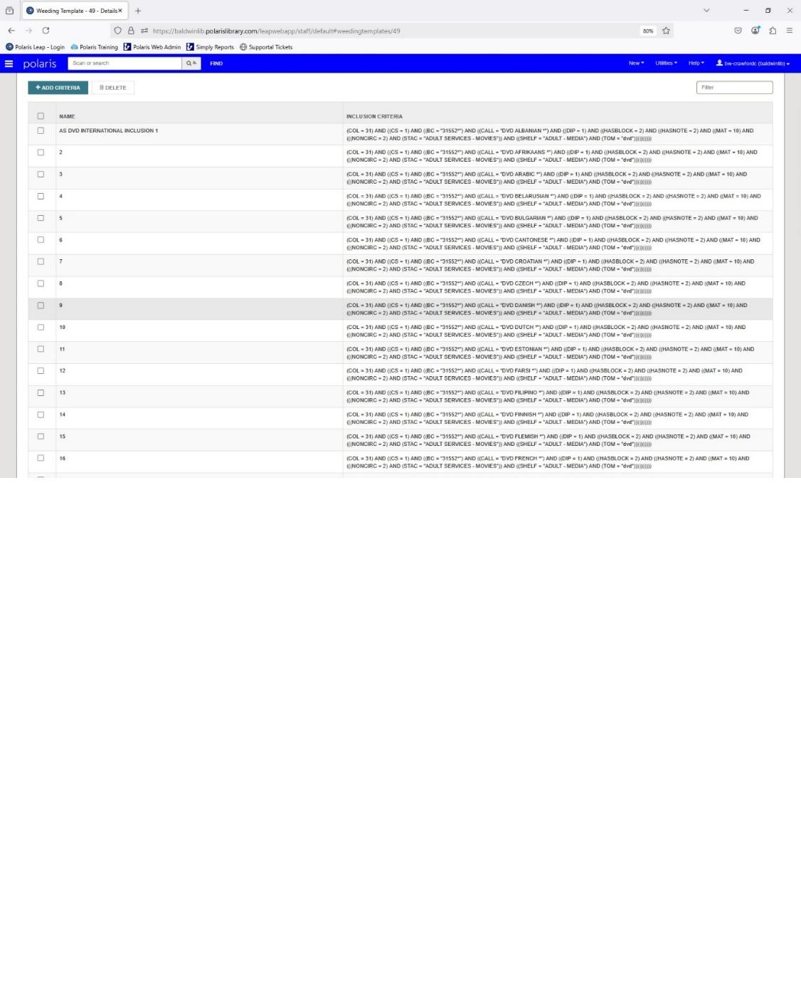 Weeding Template - 49 - Details
https://baldwinlib.polarislibrary.com/leapwebapp/staff/default#weedingtemplates/49
80%
Polaris Leap - Login Polaris Training Polaris Web Admin Simply Reports Supportal Tickets
polaris Scan or search FIND New Utilities Help bw-crawfordc (baldwinlib)
+ ADD CRITERIA DELETE Filter
NAME INCLUSION CRITERIA
AS DVD INTERNATIONAL INCLUSION 1 (COL = 31) AND ((CS = 1) AND ((BC = "31552*") AND ((CALL = "DVD ALBANIAN *") AND ((DIP = 1) AND ((HASBLOCK = 2) AND ((HASNOTE = 2) AND ((MAT = 10) AND
(((NONCIRC = 2) AND (STAC = "ADULT SERVICES - MOVIES")) AND ((SHELF = "ADULT - MEDIA") AND (TOM = "dvd"))))))))))
2 (COL = 31) AND ((CS = 1) AND ((BC = "31552*") AND ((CALL = "DVD AFRIKAANS *") AND ((DIP = 1) AND ((HASBLOCK = 2) AND ((HASNOTE = 2) AND ((MAT = 10) AND
(((NONCIRC = 2) AND (STAC = "ADULT SERVICES - MOVIES")) AND ((SHELF = "ADULT - MEDIA") AND (TOM = "dvd"))))))))))
3 (COL = 31) AND ((CS = 1) AND ((BC = "31552*") AND ((CALL = "DVD ARABIC *") AND ((DIP = 1) AND ((HASBLOCK = 2) AND ((HASNOTE = 2) AND ((MAT = 10) AND
(((NONCIRC = 2) AND (STAC = "ADULT SERVICES - MOVIES")) AND ((SHELF = "ADULT - MEDIA") AND (TOM = "dvd"))))))))))
4 (COL = 31) AND ((CS = 1) AND ((BC = "31552*") AND ((CALL = "DVD BELARUSIAN *") AND ((DIP = 1) AND ((HASBLOCK = 2) AND ((HASNOTE = 2) AND ((MAT = 10) AND
(((NONCIRC = 2) AND (STAC = "ADULT SERVICES - MOVIES")) AND ((SHELF = "ADULT - MEDIA") AND (TOM = "dvd"))))))))))
5 (COL = 31) AND ((CS = 1) AND ((BC = "31552*") AND ((CALL = "DVD BULGARIAN *") AND ((DIP = 1) AND ((HASBLOCK = 2) AND ((HASNOTE = 2) AND ((MAT = 10) AND
(((NONCIRC = 2) AND (STAC = "ADULT SERVICES - MOVIES")) AND ((SHELF = "ADULT - MEDIA") AND (TOM = "dvd"))))))))))
6 (COL = 31) AND ((CS = 1) AND ((BC = "31552*") AND ((CALL = "DVD CANTONESE *") AND ((DIP = 1) AND ((HASBLOCK = 2) AND ((HASNOTE = 2) AND ((MAT = 10) AND
(((NONCIRC = 2) AND (STAC = "ADULT SERVICES - MOVIES")) AND ((SHELF = "ADULT - MEDIA") AND (TOM = "dvd"))))))))))
7 (COL = 31) AND ((CS = 1) AND ((BC = "31552*") AND ((CALL = "DVD CROATIAN *") AND ((DIP = 1) AND ((HASBLOCK = 2) AND ((HASNOTE = 2) AND ((MAT = 10) AND
(((NONCIRC = 2) AND (STAC = "ADULT SERVICES - MOVIES")) AND ((SHELF = "ADULT - MEDIA") AND (TOM = "dvd"))))))))))
8 (COL = 31) AND ((CS = 1) AND ((BC = "31552*") AND ((CALL = "DVD CZECH *") AND ((DIP = 1) AND ((HASBLOCK = 2) AND ((HASNOTE = 2) AND ((MAT = 10) AND
(((NONCIRC = 2) AND (STAC = "ADULT SERVICES - MOVIES")) AND ((SHELF = "ADULT - MEDIA") AND (TOM = "dvd"))))))))))
9 (COL = 31) AND ((CS = 1) AND ((BC = "31552*") AND ((CALL = "DVD DANISH *") AND ((DIP = 1) AND ((HASBLOCK = 2) AND ((HASNOTE = 2) AND ((MAT = 10) AND
(((NONCIRC = 2) AND (STAC = "ADULT SERVICES - MOVIES")) AND ((SHELF = "ADULT - MEDIA") AND (TOM = "dvd"))))))))))
10 (COL = 31) AND ((CS = 1) AND ((BC = "31552*") AND ((CALL = "DVD DUTCH *") AND ((DIP = 1) AND ((HASBLOCK = 2) AND ((HASNOTE = 2) AND ((MAT = 10) AND
(((NONCIRC = 2) AND (STAC = "ADULT SERVICES - MOVIES")) AND ((SHELF = "ADULT - MEDIA") AND (TOM = "dvd"))))))))))
11 (COL = 31) AND ((CS = 1) AND ((BC = "31552*") AND ((CALL = "DVD ESTONIAN *") AND ((DIP = 1) AND ((HASBLOCK = 2) AND ((HASNOTE = 2) AND ((MAT = 10) AND
(((NONCIRC = 2) AND (STAC = "ADULT SERVICES - MOVIES")) AND ((SHELF = "ADULT - MEDIA") AND (TOM = "dvd"))))))))))
12 (COL = 31) AND ((CS = 1) AND ((BC = "31552*") AND ((CALL = "DVD FARSI *") AND ((DIP = 1) AND ((HASBLOCK = 2) AND ((HASNOTE = 2) AND ((MAT = 10) AND
(((NONCIRC = 2) AND (STAC = "ADULT SERVICES - MOVIES")) AND ((SHELF = "ADULT - MEDIA") AND (TOM = "dvd"))))))))))
13 (COL = 31) AND ((CS = 1) AND ((BC = "31552*") AND ((CALL = "DVD FILIPINO *") AND ((DIP = 1) AND ((HASBLOCK = 2) AND ((HASNOTE = 2) AND ((MAT = 10) AND
(((NONCIRC = 2) AND (STAC = "ADULT SERVICES - MOVIES")) AND ((SHELF = "ADULT - MEDIA") AND (TOM = "dvd"))))))))))
14 (COL = 31) AND ((CS = 1) AND ((BC = "31552*") AND ((CALL = "DVD FINNISH *") AND ((DIP = 1) AND ((HASBLOCK = 2) AND ((HASNOTE = 2) AND ((MAT = 10) AND
(((NONCIRC = 2) AND (STAC = "ADULT SERVICES - MOVIES")) AND ((SHELF = "ADULT - MEDIA") AND (TOM = "dvd"))))))))))
15 (COL = 31) AND ((CS = 1) AND ((BC = "31552*") AND ((CALL = "DVD FLEMISH *") AND ((DIP = 1) AND ((HASBLOCK = 2) AND ((HASNOTE = 2) AND ((MAT = 10) AND
(((NONCIRC = 2) AND (STAC = "ADULT SERVICES - MOVIES")) AND ((SHELF = "ADULT - MEDIA") AND (TOM = "dvd"))))))))))
16 (COL = 31) AND ((CS = 1) AND ((BC = "31552*") AND ((CALL = "DVD FRENCH *") AND ((DIP = 1) AND ((HASBLOCK = 2) AND ((HASNOTE = 2) AND ((MAT = 10) AND
(((NONCIRC = 2) AND (STAC = "ADULT SERVICES - MOVIES")) AND ((SHELF = "ADULT - MEDIA") AND (TOM = "dvd"))))))))))